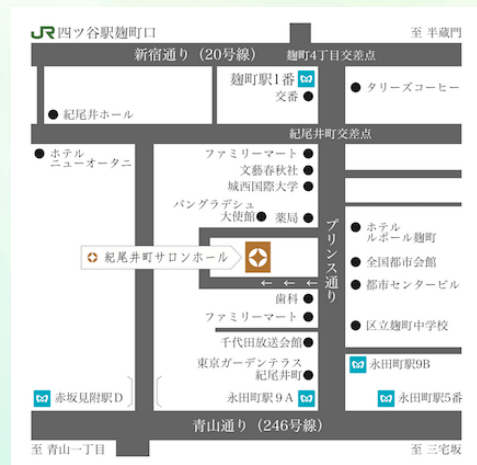 JR四ツ谷駅麹町口
至 半蔵門
新宿通り（20号線）
麹町4丁目交差点
麹町駅1番
交番
タリーズコーヒー
紀尾井ホール
紀尾井町交差点
ホテル
ニューオータニ
ファミリーマート
文藝春秋社
城西国際大学
バングラデシュ
大使館
薬局
プリンス通り
ホテル
ルポール麹町
紀尾井町サロンホール
全国都市会館
← ← ←
都市センタービル
歯科
ファミリーマート
区立麹町中学校
千代田放送会館
東京ガーデンテラス
紀尾井町
永田町駅9B
赤坂見附駅D
永田町駅9A
永田町駅5番
青山通り（246号線）
至 青山一丁目
至 三宅坂